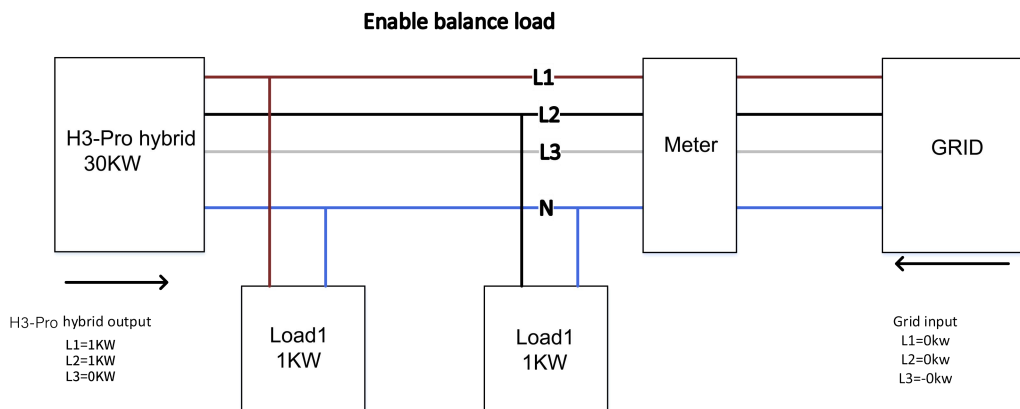 Enable balance load
L1
L2
L3
N
H3-Pro hybrid
30KW
Meter
GRID
H3-Pro hybrid output
L1=1KW
L2=1KW
L3=0KW
Load1
1KW
Load1
1KW
Grid input
L1=0kw
L2=0kw
L3=-0kw